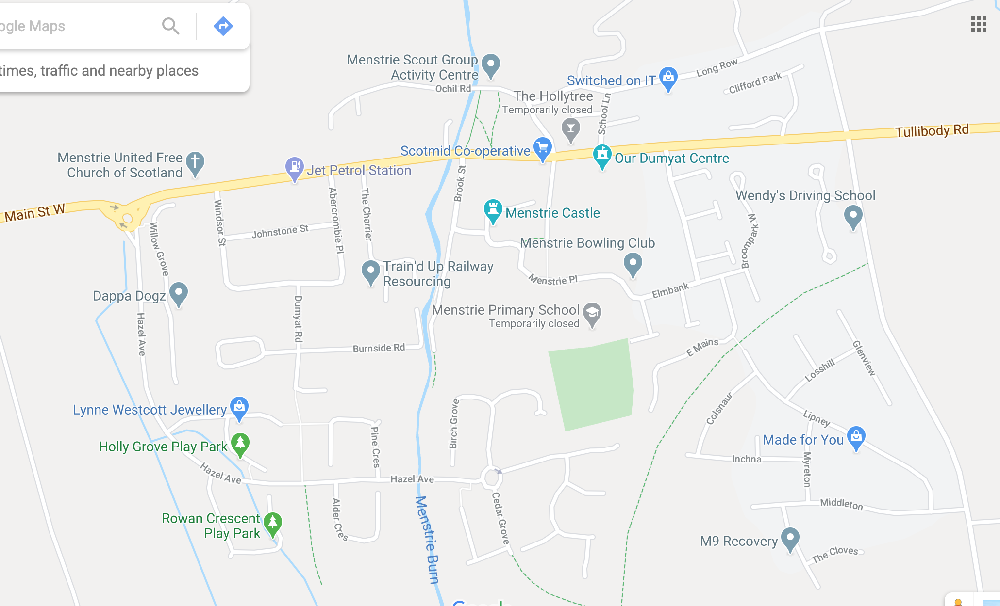 ogle Maps
times, traffic and nearby places
Menstrie Scout Group
Activity Centre
Ochil Rd
Switched on IT
Long Row
Clifford Park
The Hollytree
Temporarily closed
School Ln
Tullibody Rd
Scotmid Co-operative
Our Dumyat Centre
Menstrie United Free
Church of Scotland
Jet Petrol Station
Main St W
Brook St
Abercrombie Pl
The Charrier
Windsor St
Willow Grove
Johnstone St
Menstrie Castle
Wendy's Driving School
Broompark W
Menstrie Bowling Club
Train'd Up Railway
Resourcing
Menstrie Pl
Elmbank
Dappa Dogz
Hazel Ave
Dumyat Rd
Menstrie Primary School
Temporarily closed
Burnside Rd
E Mains
Glenview
Losshill
Lynne Westcott Jewellery
Birch Grove
Colsnaur
Lipney
Holly Grove Play Park
Pine Cres
Made for You
Inchna
Myreton
Hazel Ave
Hazel Ave
Cedar Grove
Alder Cres
Middleton
Menstrie Burn
Rowan Crescent
Play Park
M9 Recovery
The Cloves
Google